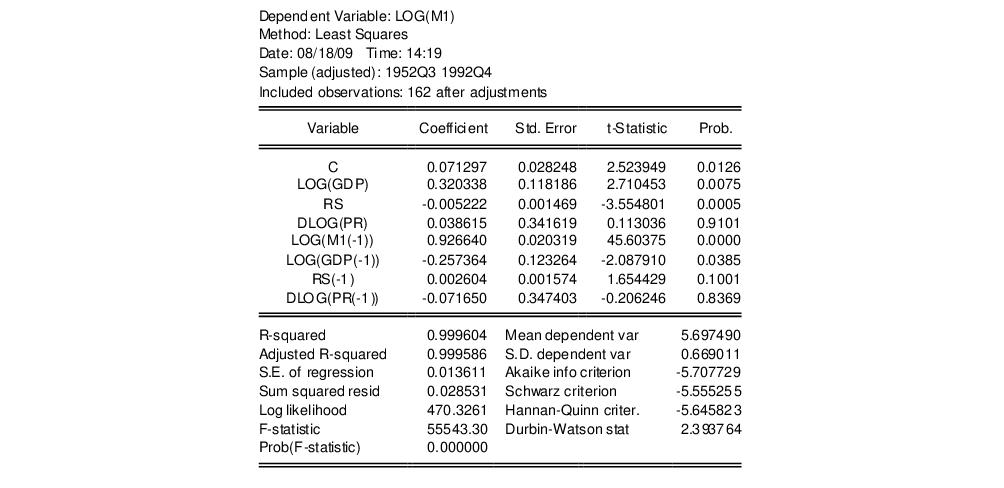 Dependent Variable: LOG(M1)
Method: Least Squares
Date: 08/18/09 Time: 14:19
Sample (adjusted): 1952Q3 1992Q4
Included observations: 162 after adjustments
Variable Coefficient Std. Error t-Statistic Prob.
C 0.071297 0.028248 2.523949 0.0126
LOG(GDP) 0.320338 0.118186 2.710453 0.0075
RS -0.005222 0.001469 -3.554801 0.0005
DLOG(PR) 0.038615 0.341619 0.113036 0.9101
LOG(M1(-1)) 0.926640 0.020319 45.60375 0.0000
LOG(GDP(-1)) -0.257364 0.123264 -2.087910 0.0385
RS(-1) 0.002604 0.001574 1.654429 0.1001
DLOG(PR(-1)) -0.071650 0.347403 -0.206246 0.8369
R-squared 0.999604 Mean dependent var 5.697490
Adjusted R-squared 0.999586 S.D. dependent var 0.669011
S.E. of regression 0.013611 Akaike info criterion -5.707729
Sum squared resid 0.028531 Schwarz criterion -5.555255
Log likelihood 470.3261 Hannan-Quinn criter. -5.645823
F-statistic 55543.30 Durbin-Watson stat 2.393764
Prob(F-statistic) 0.000000